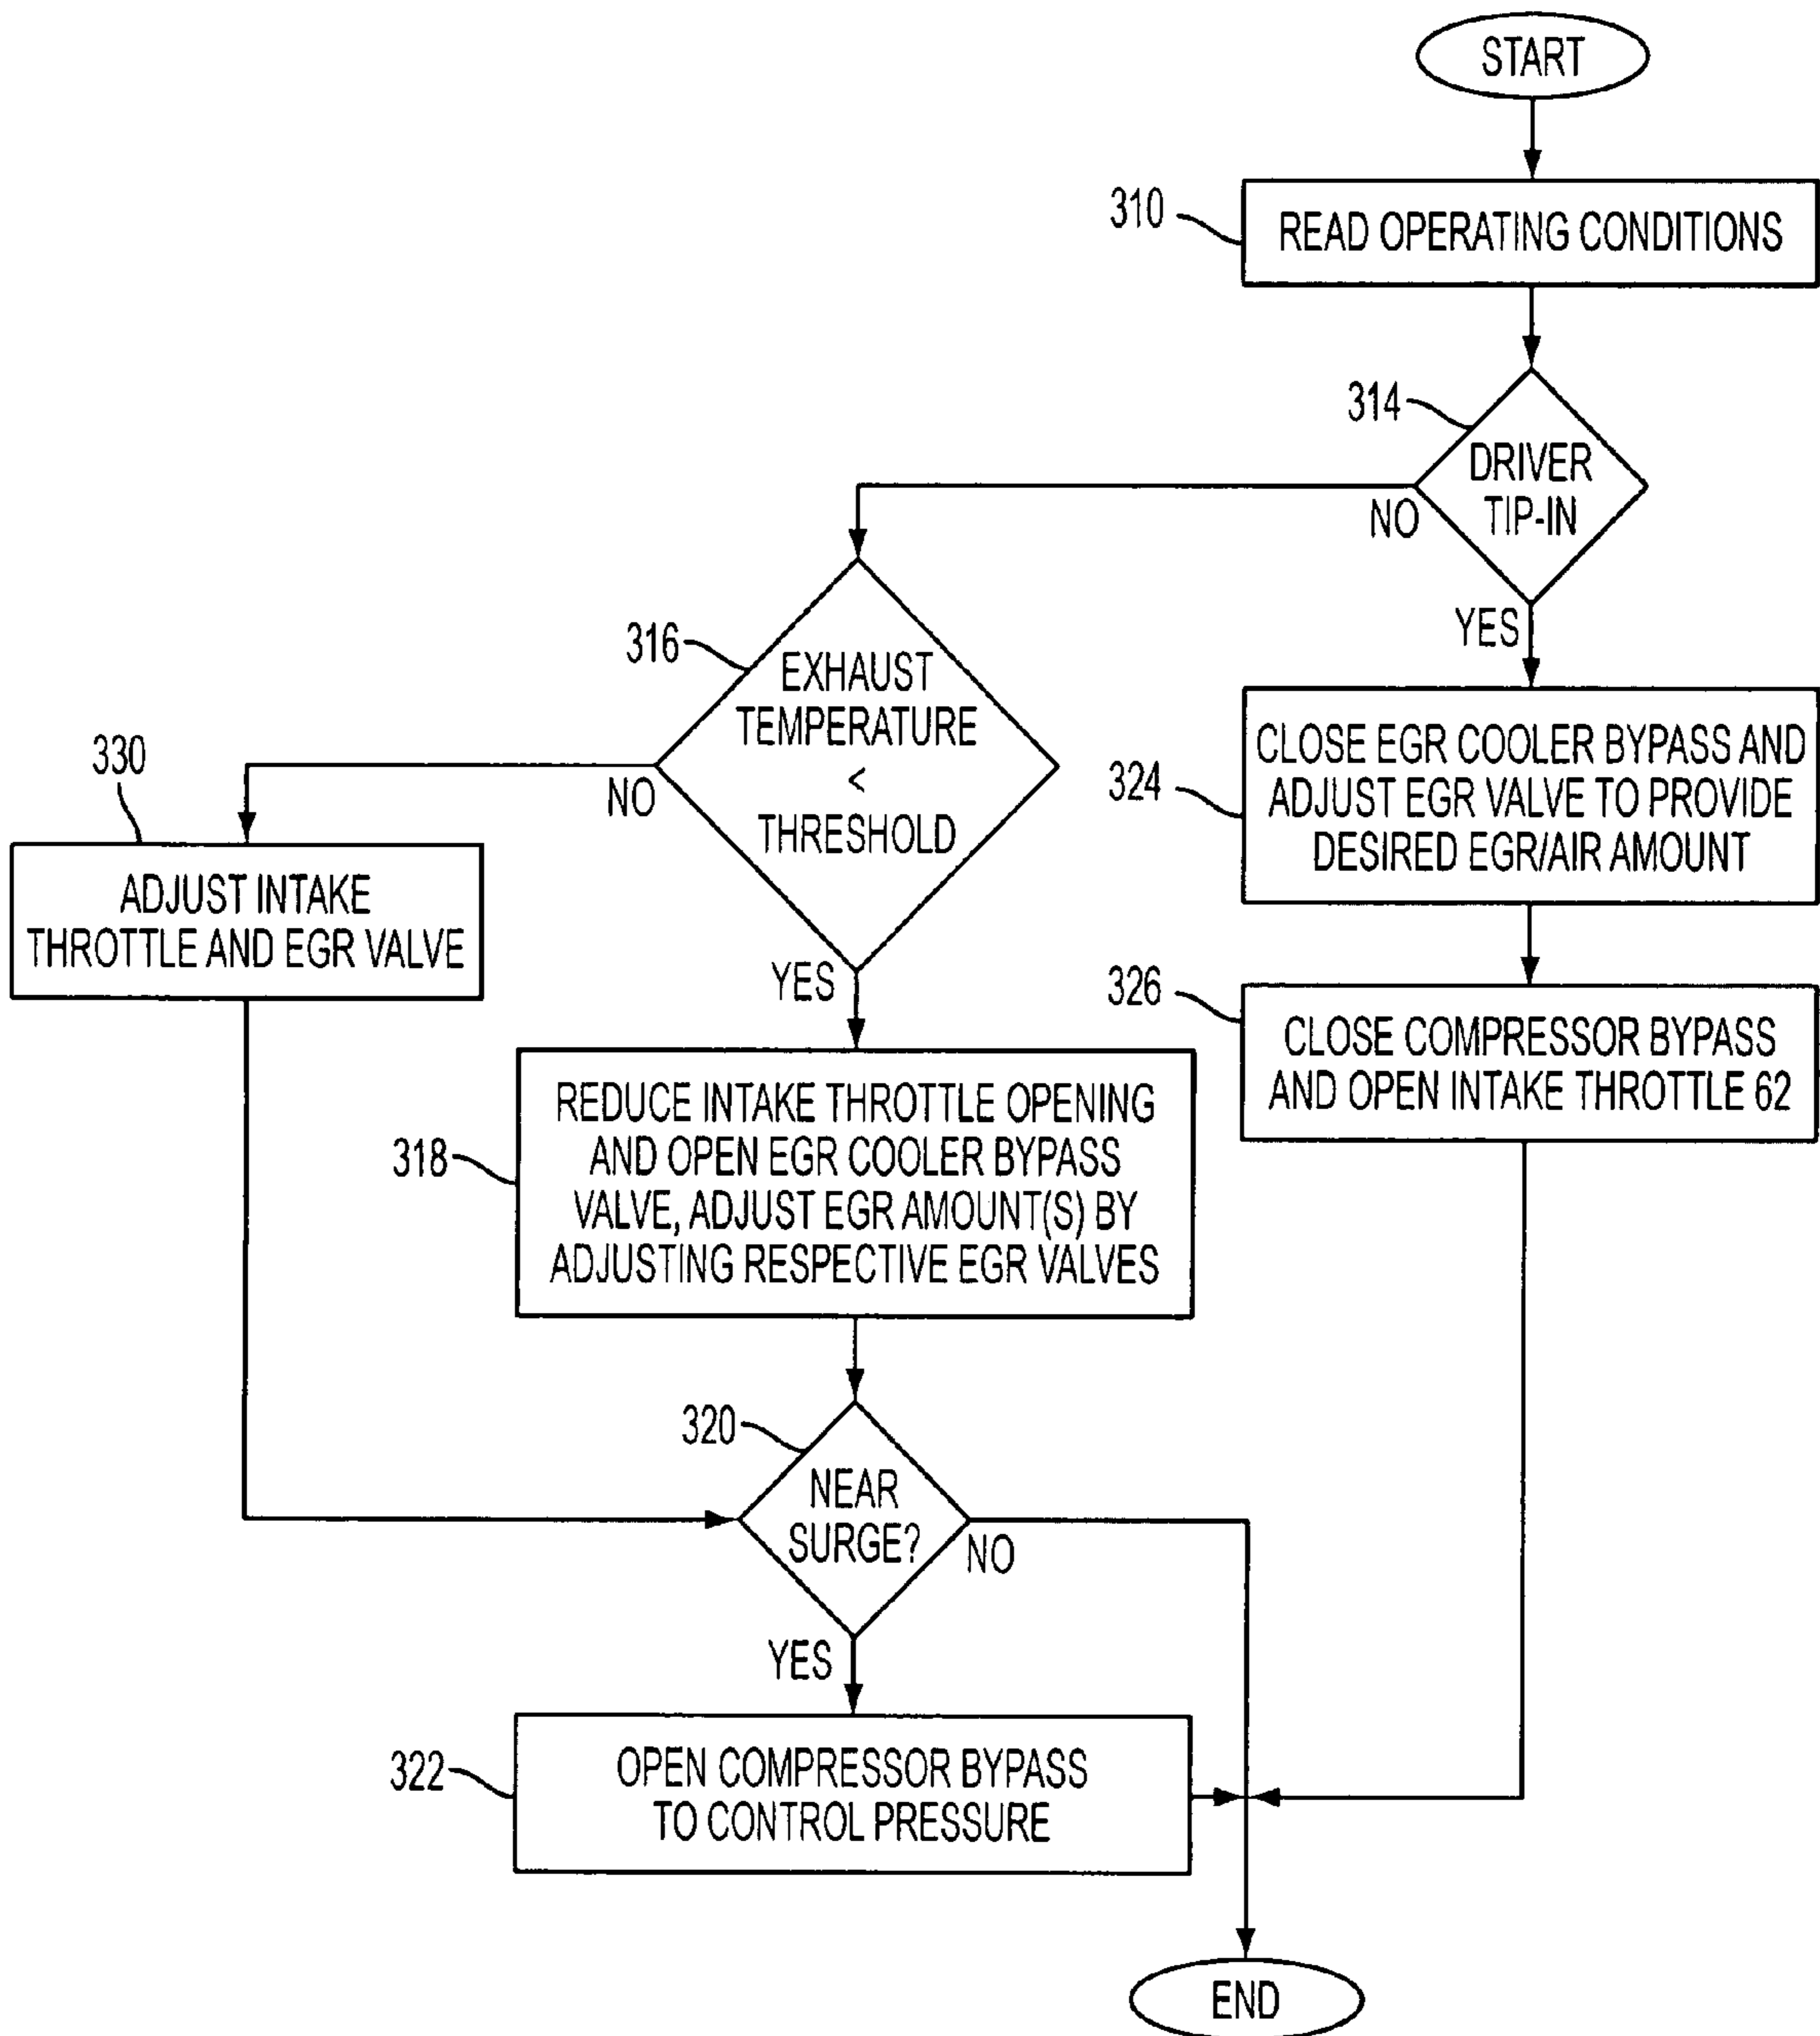 START
310
READ OPERATING CONDITIONS
314
DRIVER
TIP-IN
NO
YES
316
EXHAUST
TEMPERATURE
<
THRESHOLD
NO
YES
324
CLOSE EGR COOLER BYPASS AND
ADJUST EGR VALVE TO PROVIDE
DESIRED EGR/AIR AMOUNT
330
ADJUST INTAKE
THROTTLE AND EGR VALVE
326
CLOSE COMPRESSOR BYPASS
AND OPEN INTAKE THROTTLE 62
318
REDUCE INTAKE THROTTLE OPENING
AND OPEN EGR COOLER BYPASS
VALVE, ADJUST EGR AMOUNT(S) BY
ADJUSTING RESPECTIVE EGR VALVES
320
NEAR
SURGE?
NO
YES
322
OPEN COMPRESSOR BYPASS
TO CONTROL PRESSURE
END